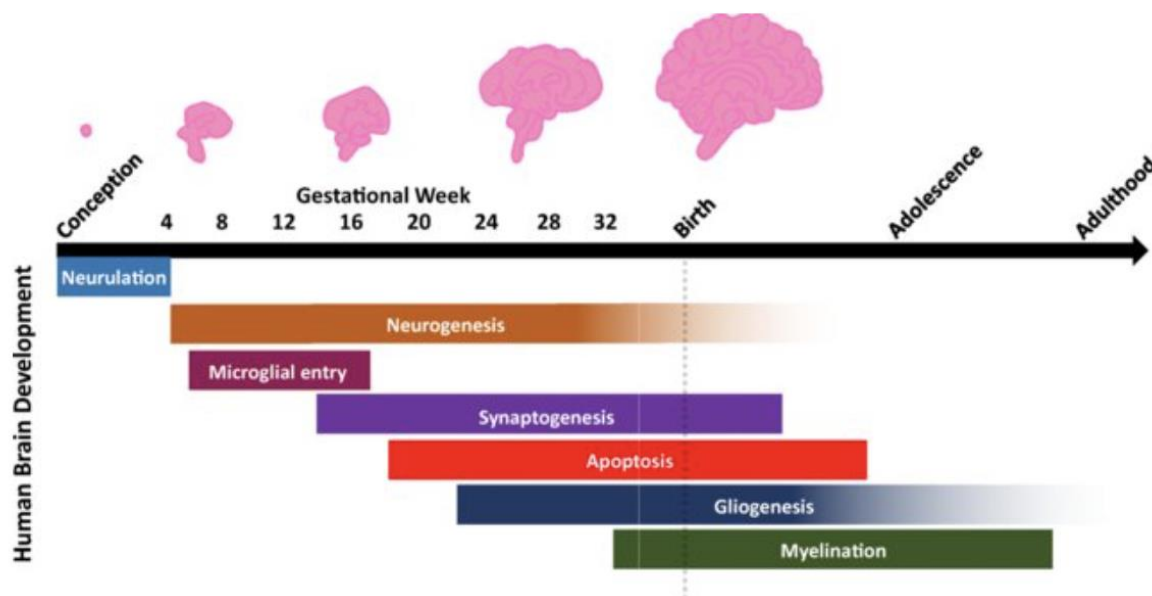 Conception
Gestational Week
4 8 12 16 20 24 28 32
Birth
Adolescence
Adulthood
Human Brain Development
Neurulation
Neurogenesis
Microglial entry
Synaptogenesis
Apoptosis
Gliogenesis
Myelination